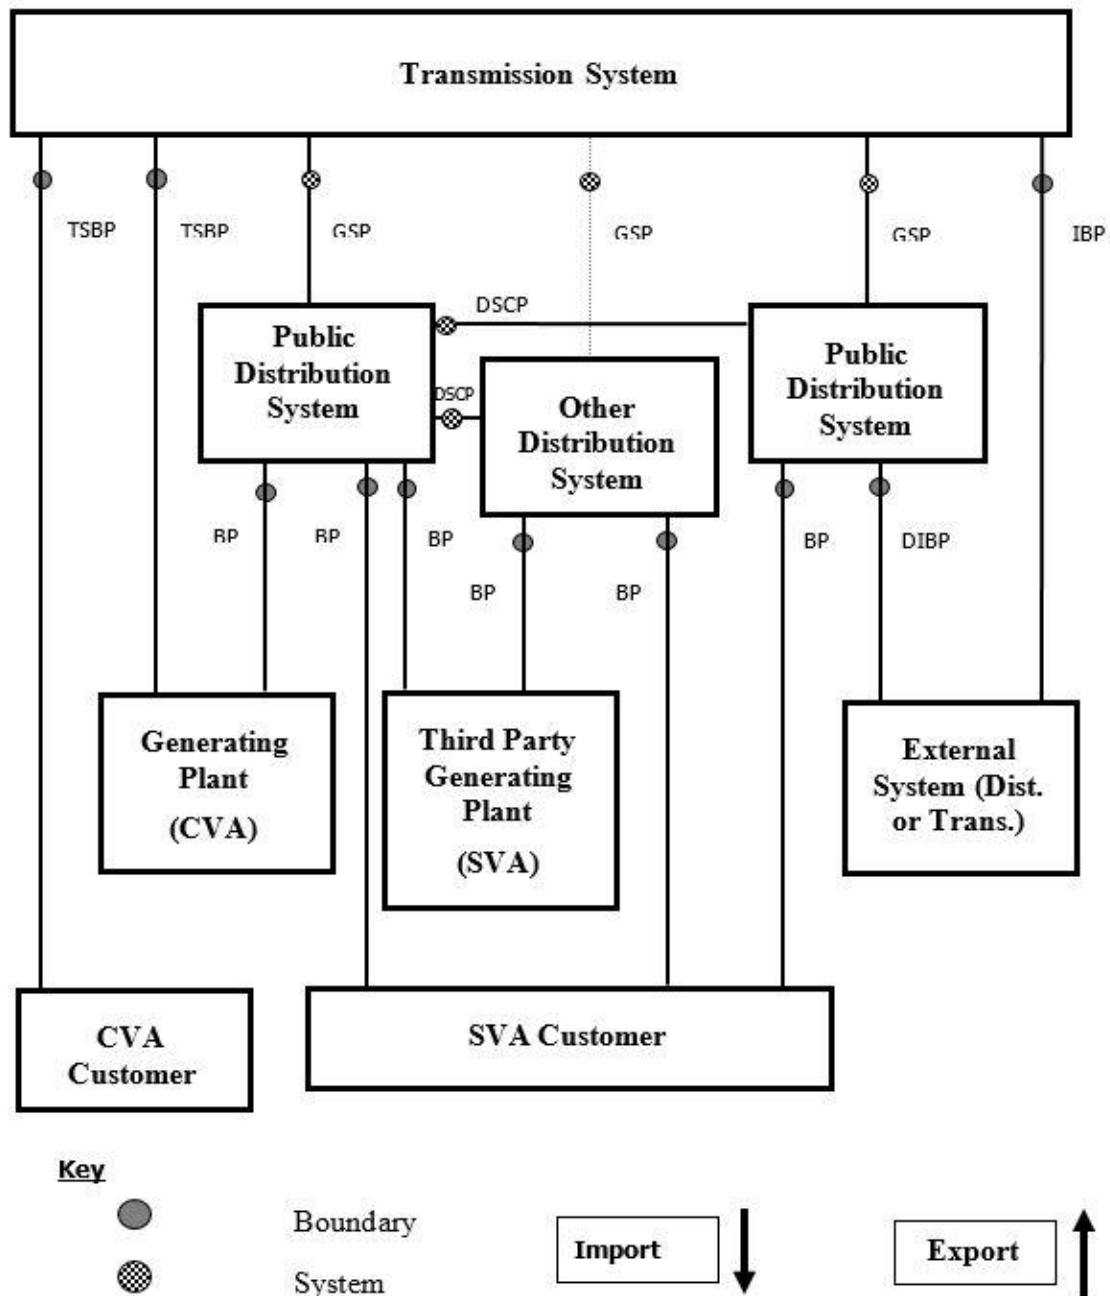 Transmission System
TSBP
TSBP
GSP
GSP
GSP
IBP
DSCP
Public
Distribution
System
DSCP
Other
Distribution
System
Public
Distribution
System
BP
BP
BP
BP
BP
BP
DIBP
Generating
Plant
(CVA)
Third Party
Generating
Plant
(SVA)
External
System (Dist.
or Trans.)
CVA
Customer
SVA Customer
Key
Boundary
System
Import
Export